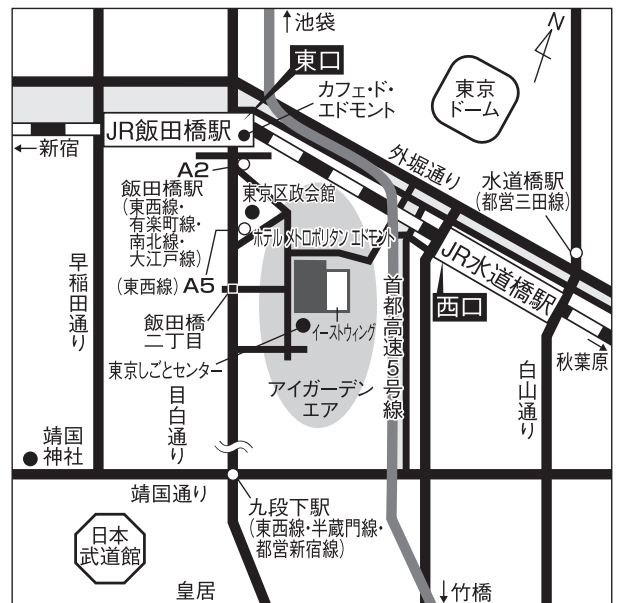 ↑池袋
N
東口
カフェ・ド・
エドモント
東京
ドーム
JR飯田橋駅
←新宿
外堀通り
A2
水道橋駅
(都営三田線)
飯田橋駅
(東西線・
有楽町線・
南北線・
大江戸線)
東京区政会館
ホテル メトロポリタン エドモント
JR水道橋駅
(東西線) A5
早稲田通り
西口
首都高速5号線
飯田橋
二丁目
イーストウィング
東京しごとセンター
秋葉原
白山通り
アイガーデン
エア
目白通り
靖国
神社
靖国通り
九段下駅
(東西線・半蔵門線・
都営新宿線)
日本
武道館
皇居
↓竹橋